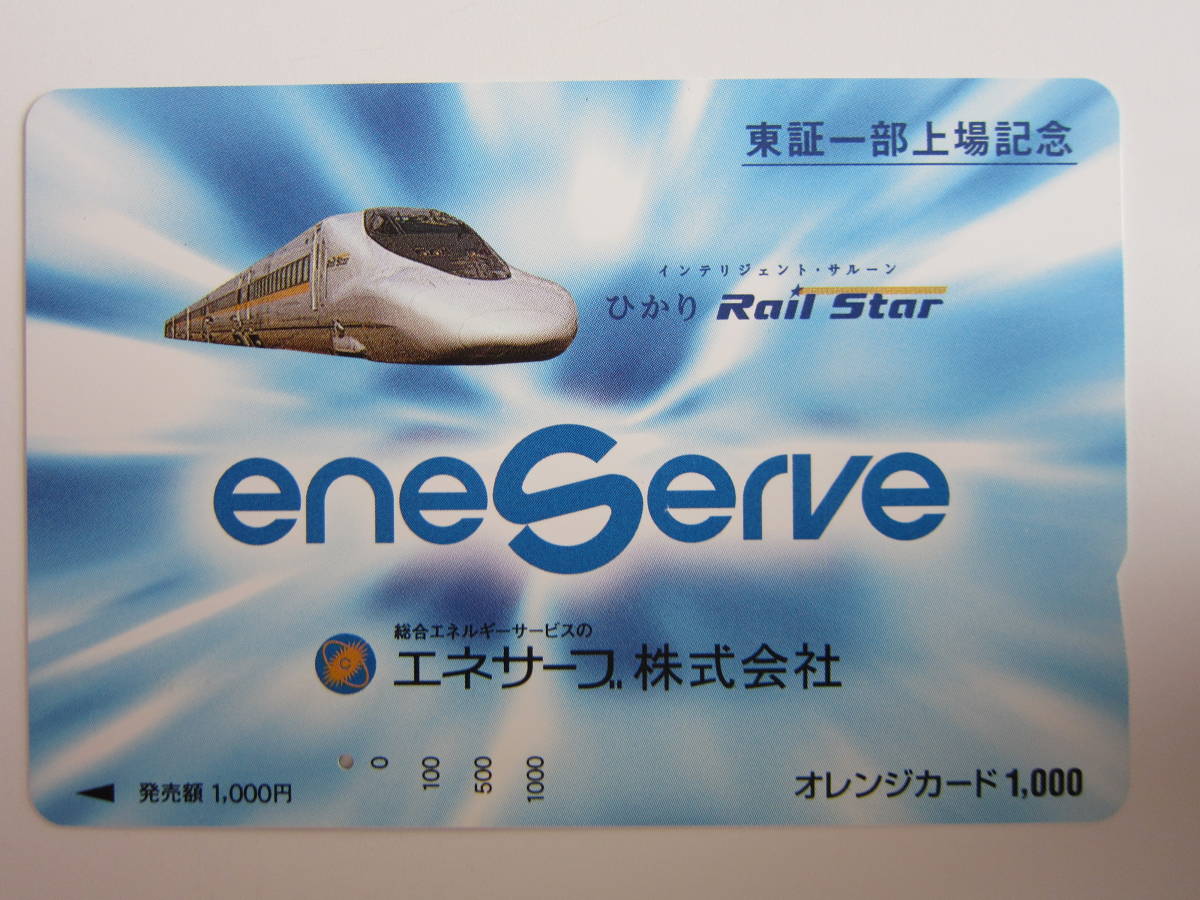 東証一部上場記念
インテリジェント・サルーン
ひかり Rail Star
eneServe
総合エネルギーサービスの
エネサーブ株式会社
0 100 500 1000
発売額 1,000円
オレンジカード 1,000